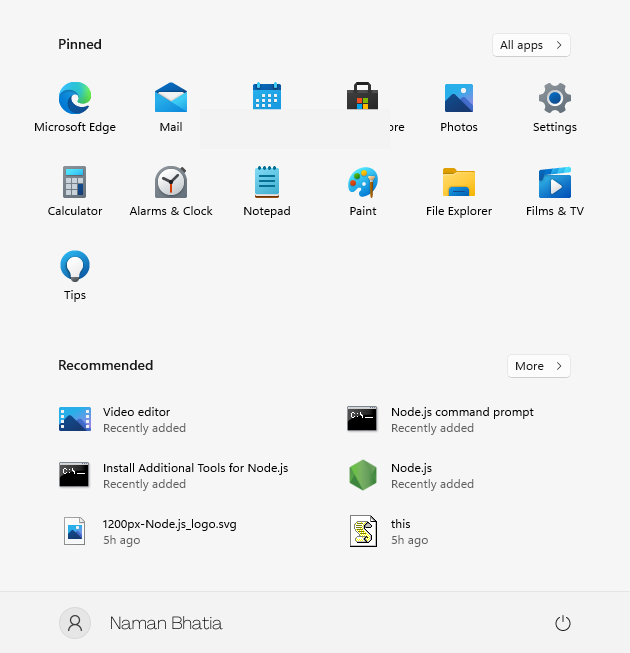 Pinned
All apps
Microsoft Edge
Mail
ore
Photos
Settings
Calculator
Alarms & Clock
Notepad
Paint
File Explorer
Films & TV
Tips
Recommended
More
Video editor
Recently added
Node.js command prompt
Recently added
Install Additional Tools for Node.js
Recently added
Node.js
Recently added
1200px-Node.js_logo.svg
5h ago
this
5h ago
Naman Bhatia